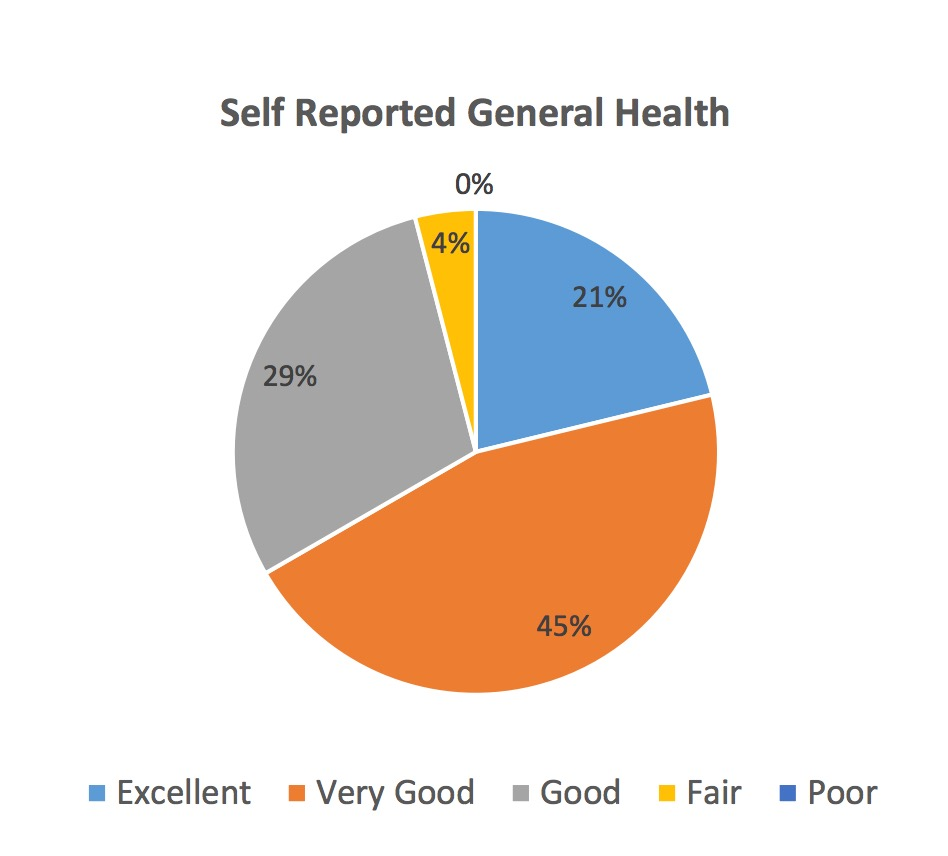 Self Reported General Health
0%
4%
21%
29%
45%
Excellent Very Good Good Fair Poor